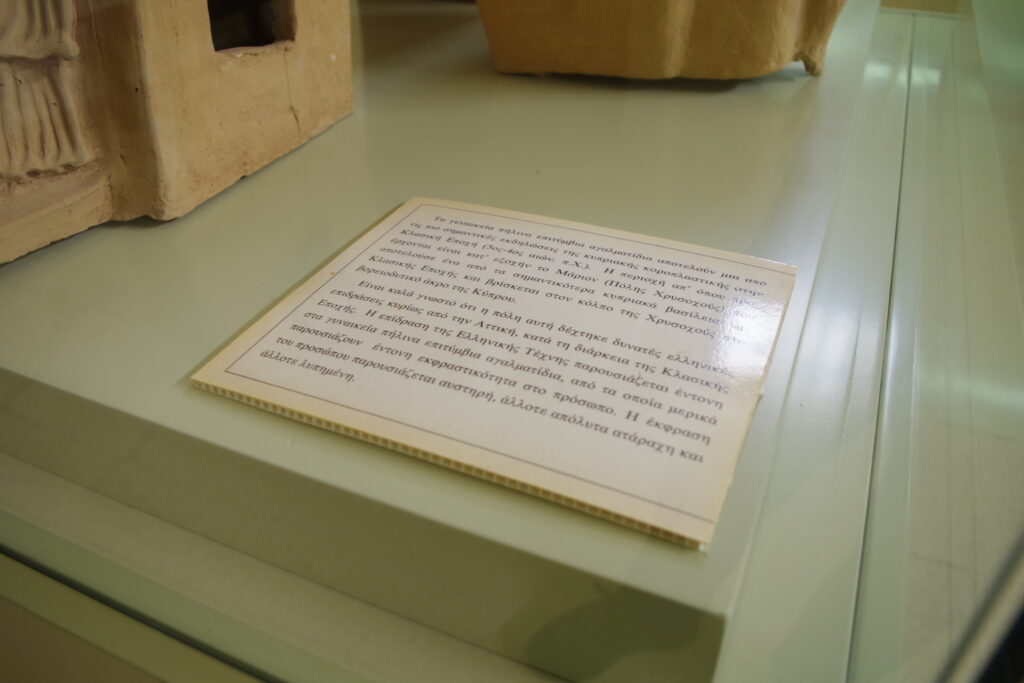 Τα γυναικεία πήλινα επιτύμβια αγαλματίδια αποτελούν μια από
τις πιο σημαντικές εκδηλώσεις της κυπριακής κοροπλαστικής στην
Κλασική Εποχή (5ος-4ος αιών. π.Χ.). Η περιοχή απ' όπου
έρχονται είναι κατ' εξοχήν το Μάριον (Πόλης Χρυσοχούς) που
αποτελούσε ένα από τα σημαντικότερα κυπριακά βασίλεια
Κλασικής Εποχής και βρίσκεται στον κόλπο της Χρυσοχούς
βορειοδυτικό άκρο της Κύπρου.
Είναι καλά γνωστό ότι η πόλη αυτή δέχτηκε δυνατές ελληνικές
επιδράσεις κυρίως από την Αττική, κατά τη διάρκεια της Κλασικής
Εποχής. Η επίδραση της Ελληνικής Τέχνης παρουσιάζεται έντονη
στα γυναικεία πήλινα επιτύμβια αγαλματίδια, από τα οποία μερικά
παρουσιάζουν έντονη εκφραστικότητα στο πρόσωπο. Η έκφραση
του προσώπου παρουσιάζεται αυστηρή, άλλοτε απόλυτα ατάραχη και
άλλοτε λυπημένη.